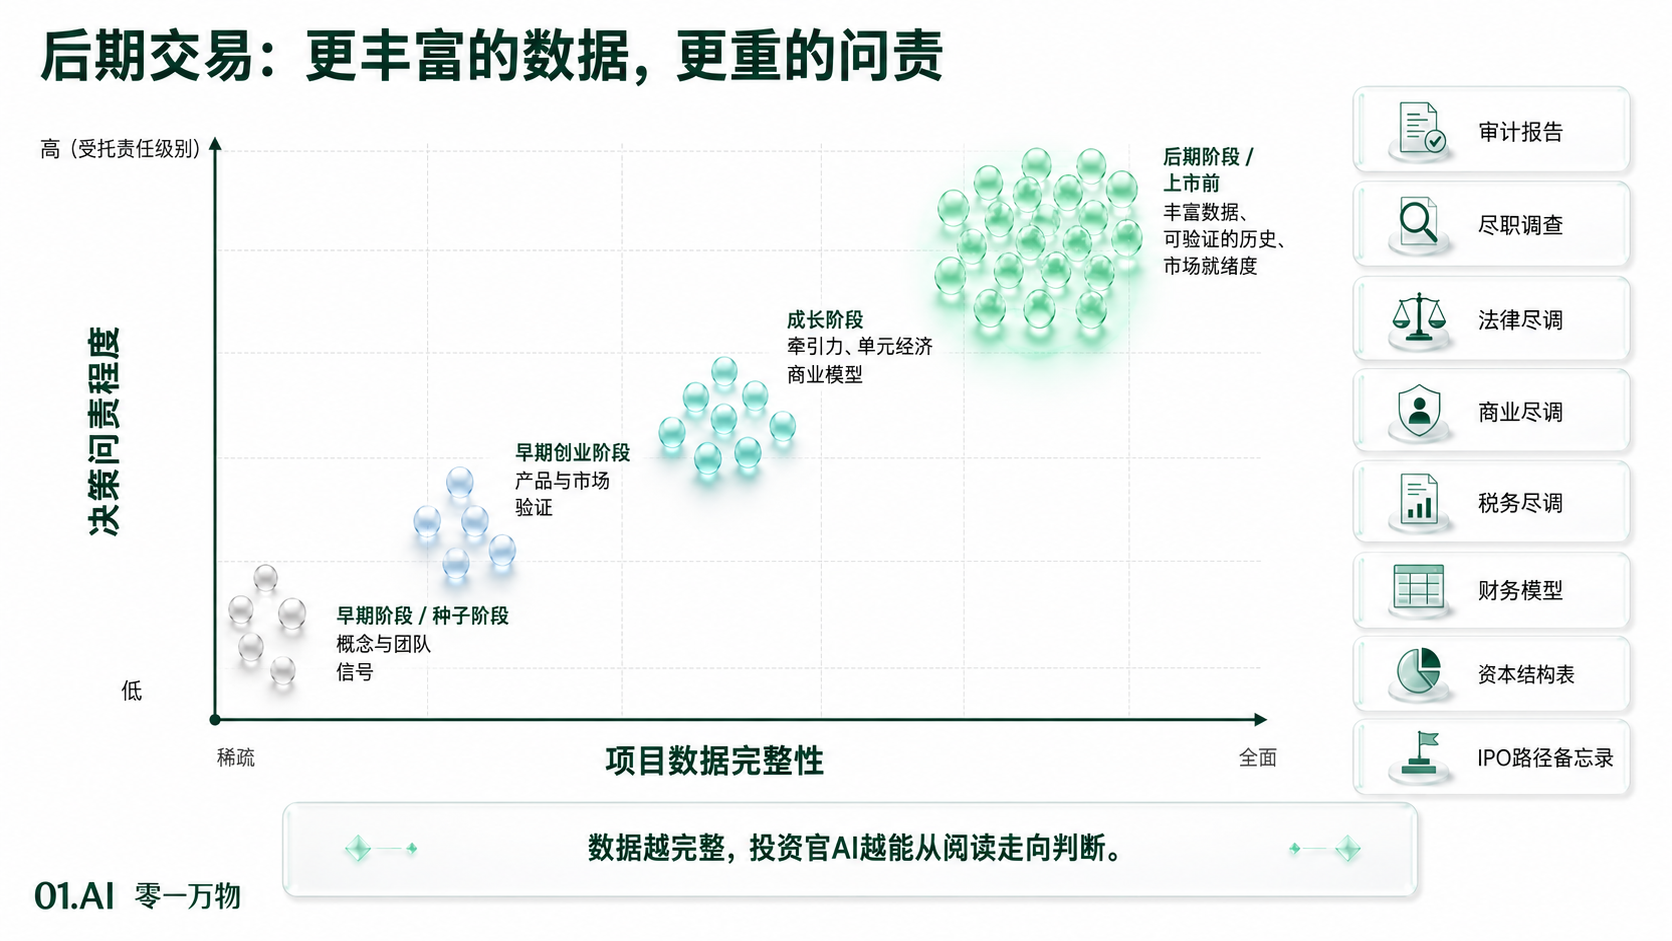 后期交易：更丰富的数据，更重的问责
高（受托责任级别）
决策问责程度
低
稀疏
项目数据完整性
全面
早期阶段 / 种子阶段
概念与团队
信号
早期创业阶段
产品与市场
验证
成长阶段
牵引力、单元经济
商业模型
后期阶段 /
上市前
丰富数据、
可验证的历史、
市场就绪度
审计报告
尽职调查
法律尽调
商业尽调
税务尽调
财务模型
资本结构表
IPO路径备忘录
数据越完整，投资官AI越能从阅读走向判断。
01.AI 零一万物